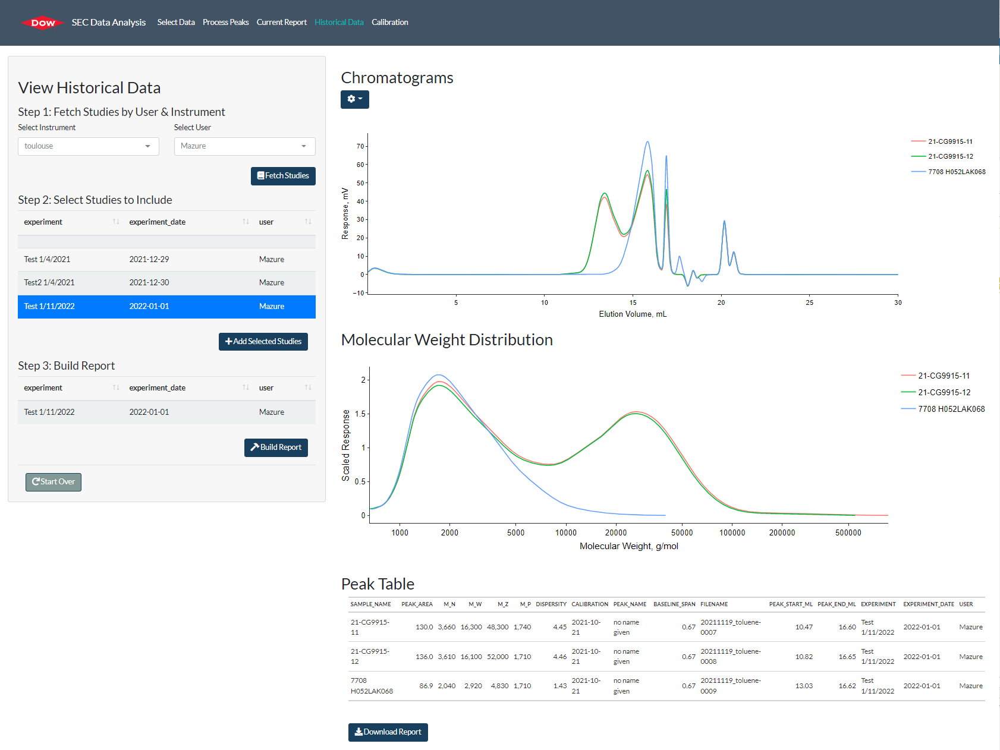 Dow SEC Data Analysis Select Data Process Peaks Current Report Historical Data Calibration
View Historical Data
Step 1: Fetch Studies by User & Instrument
Select Instrument Select User
toulouse Mazure
Fetch Studies
Step 2: Select Studies to Include
experiment experiment_date user
Test 1/4/2021 2021-12-29 Mazure
Test2 1/4/2021 2021-12-30 Mazure
Test 1/11/2022 2022-01-01 Mazure
Add Selected Studies
Step 3: Build Report
experiment experiment_date user
Test 1/11/2022 2022-01-01 Mazure
Build Report
Start Over
Chromatograms
70
60
50
40
30
20
10
0
−10
Response, mV
5 10 15 20 25 30
Elution Volume, mL
21-CG9915-11
21-CG9915-12
7708 H052LAK068
Molecular Weight Distribution
2
1.5
1
0.5
0
Scaled Response
1000 2000 5000 10000 20000 50000 100000 200000 500000
Molecular Weight, g/mol
21-CG9915-11
21-CG9915-12
7708 H052LAK068
Peak Table
SAMPLE_NAME PEAK_AREA M_N M_W M_Z M_P DISPERSITY CALIBRATION PEAK_NAME BASELINE_SPAN FILENAME PEAK_START_ML PEAK_END_ML EXPERIMENT EXPERIMENT_DATE USER
21-CG9915- 2021-10- no name 20211119_toluene- Test
130.0 3,660 16,300 48,300 1,740 4.45 0.67 10.47 16.60 2022-01-01 Mazure
11 21 given 0007 1/11/2022
21-CG9915- 2021-10- no name 20211119_toluene- Test
136.0 3,610 16,100 52,000 1,710 4.46 0.67 10.82 16.65 2022-01-01 Mazure
12 21 given 0008 1/11/2022
7708 2021-10- no name 20211119_toluene- Test
86.9 2,040 2,920 4,830 1,710 1.43 0.67 13.03 16.62 2022-01-01 Mazure
H052LAK068 21 given 0009 1/11/2022
Download Report